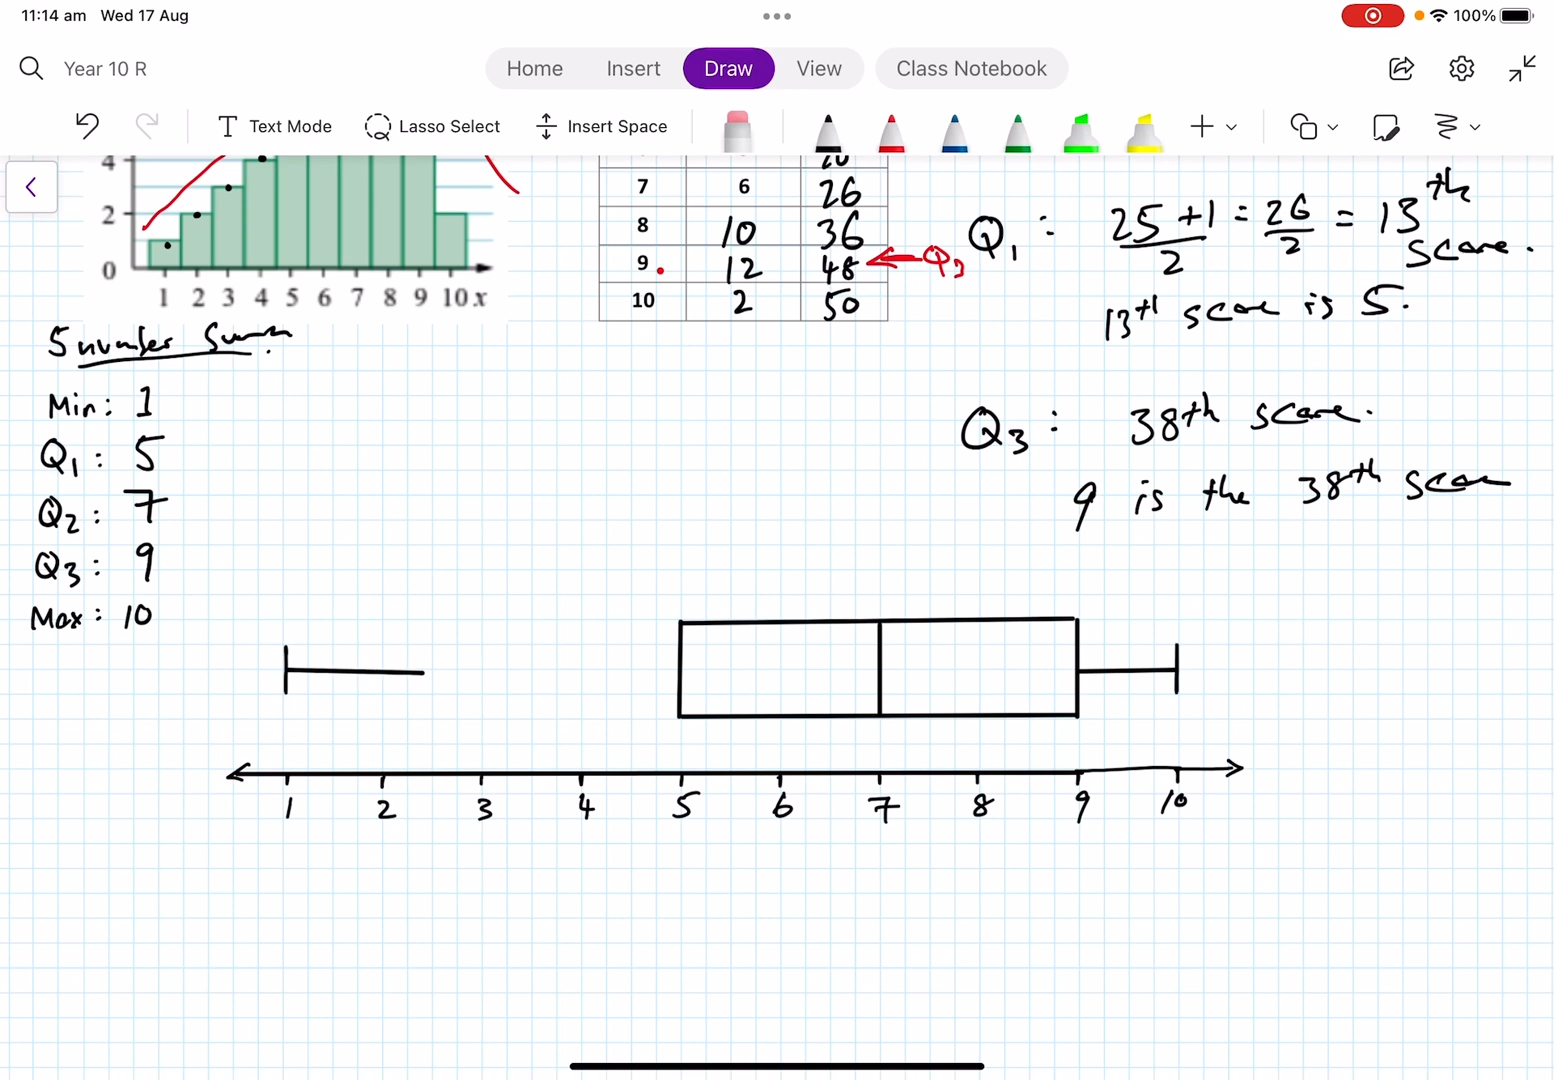 11:14 am Wed 17 Aug
100%
Year 10 R
Home Insert Draw View Class Notebook
Text Mode Lasso Select Insert Space
4
2
0
1 2 3 4 5 6 7 8 9 10 x
20
7 6 26
8 10 36
9 12 48 ← Q3
10 2 50
Q1 : 25 + 1 / 2 = 26 / 2 = 13th score.
13th score is 5.
5 number Summ.
Min: 1
Q1 : 5
Q2 : 7
Q3 : 9
Max : 10
Q3 : 38th score.
9 is the 38th score
1 2 3 4 5 6 7 8 9 10